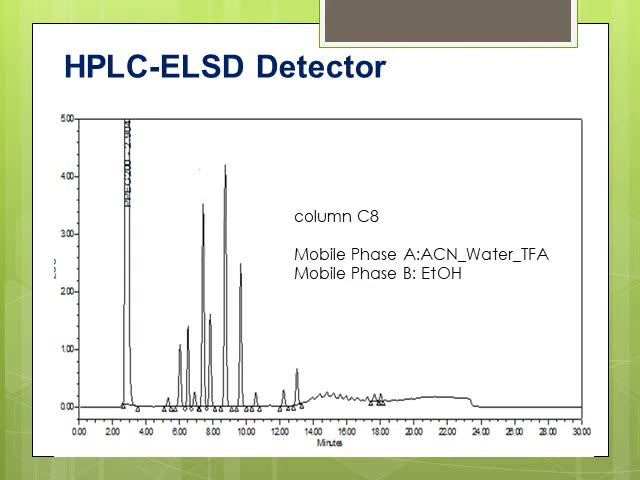 HPLC-ELSD Detector
5.00
4.00
3.00
2.00
1.00
0.00
column C8
Mobile Phase A:ACN_Water_TFA
Mobile Phase B: EtOH
0.00 2.00 4.00 6.00 8.00 10.00 12.00 14.00 16.00 18.00 20.00 22.00 24.00 26.00 28.00 30.00
Minutes